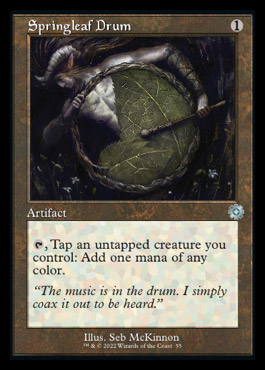 Springleaf Drum 1
Artifact
, Tap an untapped creature you
control: Add one mana of any
color.
“The music is in the drum. I simply
coax it out to be heard.”
Illus. Seb McKinnon
™ & © 2022 Wizards of the Coast 55